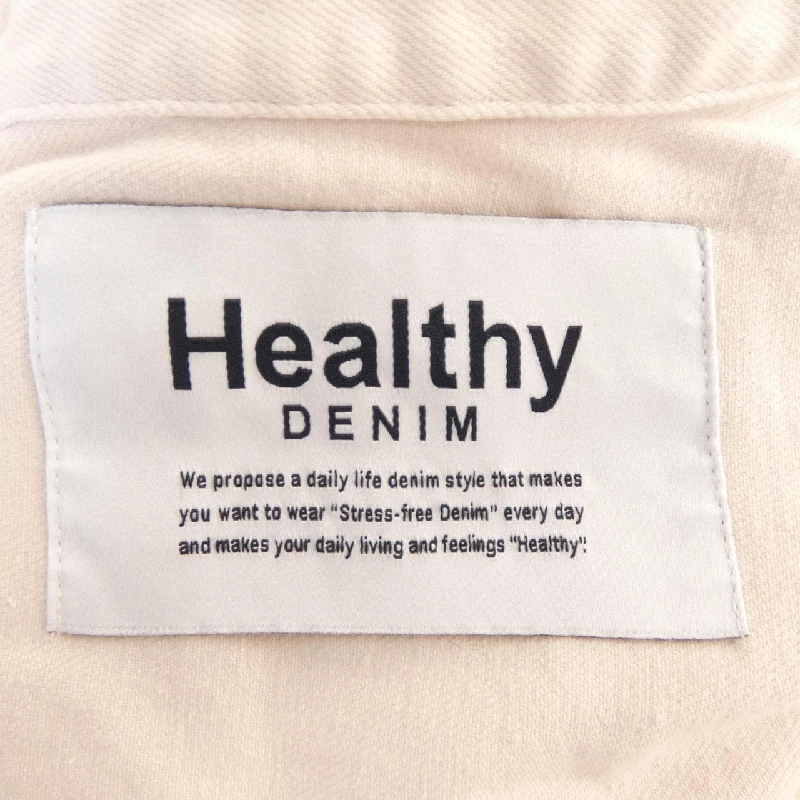 Healthy
DENIM
We propose a daily life denim style that makes
you want to wear "Stress-free Denim" every day
and makes your daily living and feelings "Healthy".